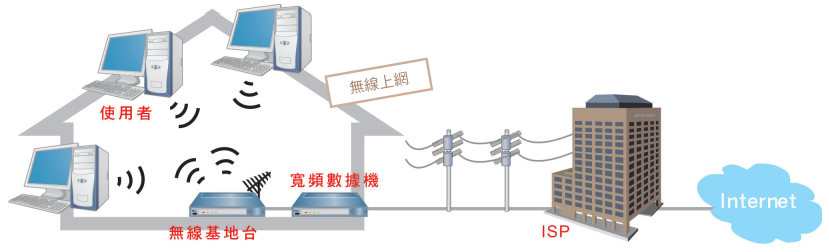 無線上網
使用者
寬頻數據機
無線基地台
ISP
Internet